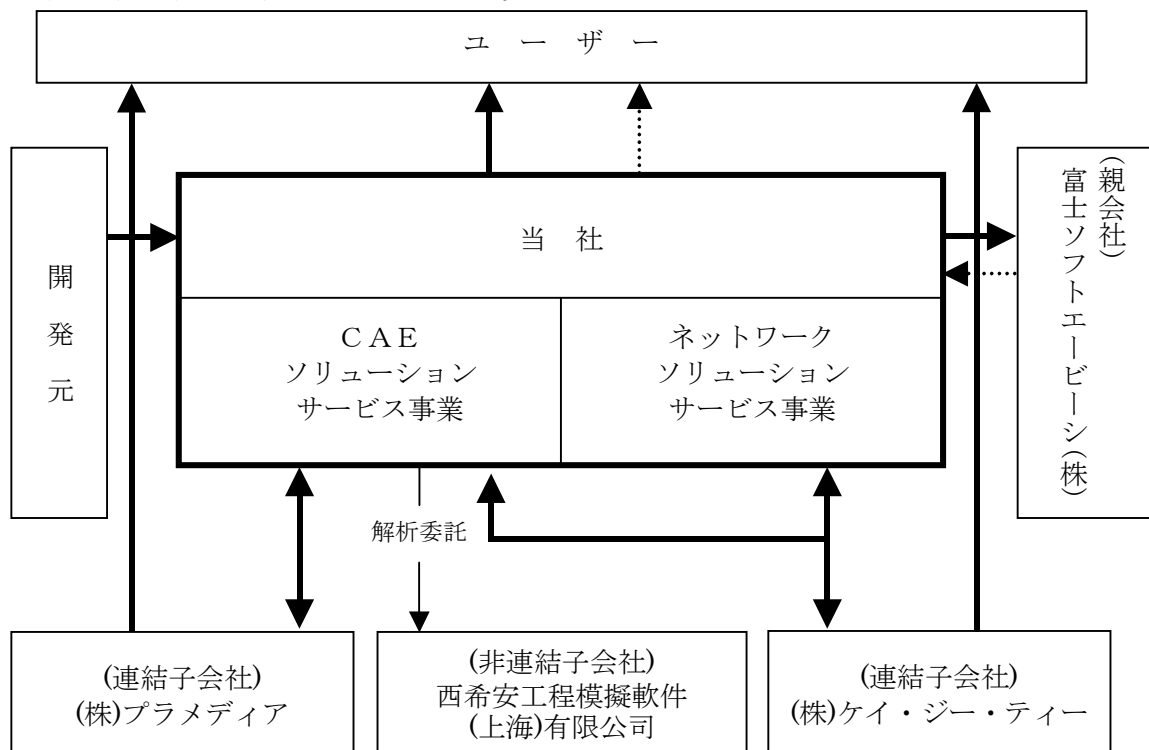 ユ ー ザ ー
開
発
元
当 社
ＣＡＥ
ソリューション
サービス事業
ネットワーク
ソリューション
サービス事業
(親会社)
富士ソフトエービーシ(株)
解析委託
(連結子会社)
(株)プラメディア
(非連結子会社)
西希安工程模擬軟件
(上海)有限公司
(連結子会社)
(株)ケイ・ジー・ティー